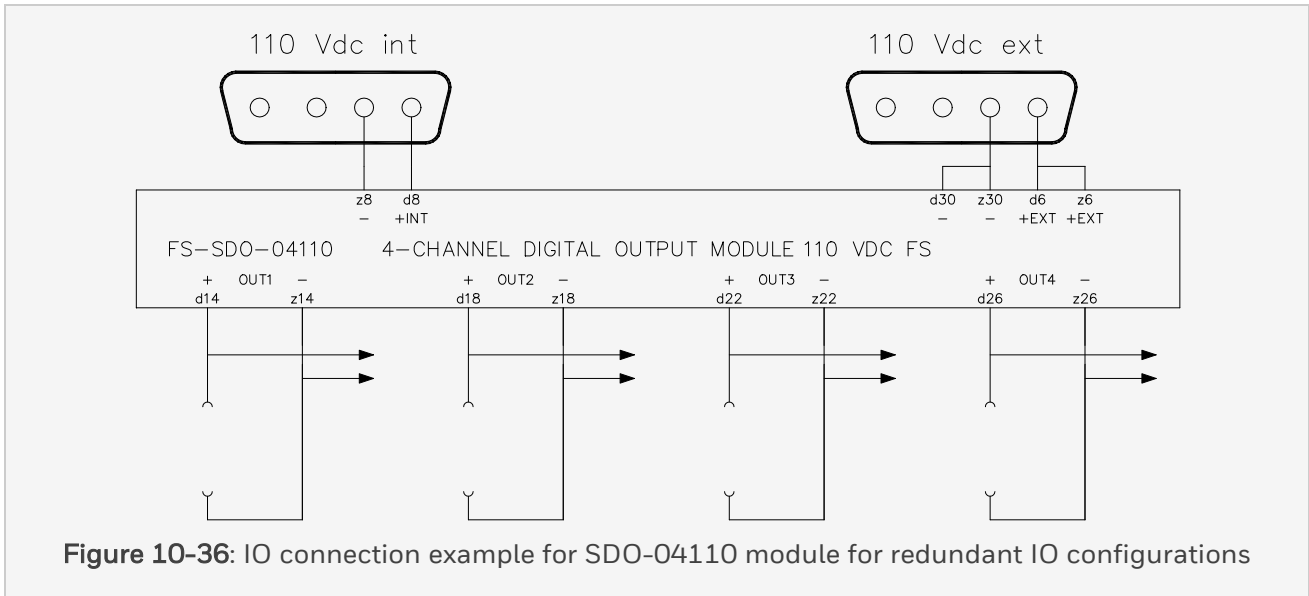 110 Vdc int 110 Vdc ext
z8 d8 d30 z30 d6 z6
− +INT − − +EXT +EXT
FS−SDO−04110 4−CHANNEL DIGITAL OUTPUT MODULE 110 VDC FS
+ OUT1 − + OUT2 − + OUT3 − + OUT4 −
d14 z14 d18 z18 d22 z22 d26 z26
Figure 10-36: IO connection example for SDO-04110 module for redundant IO configurations